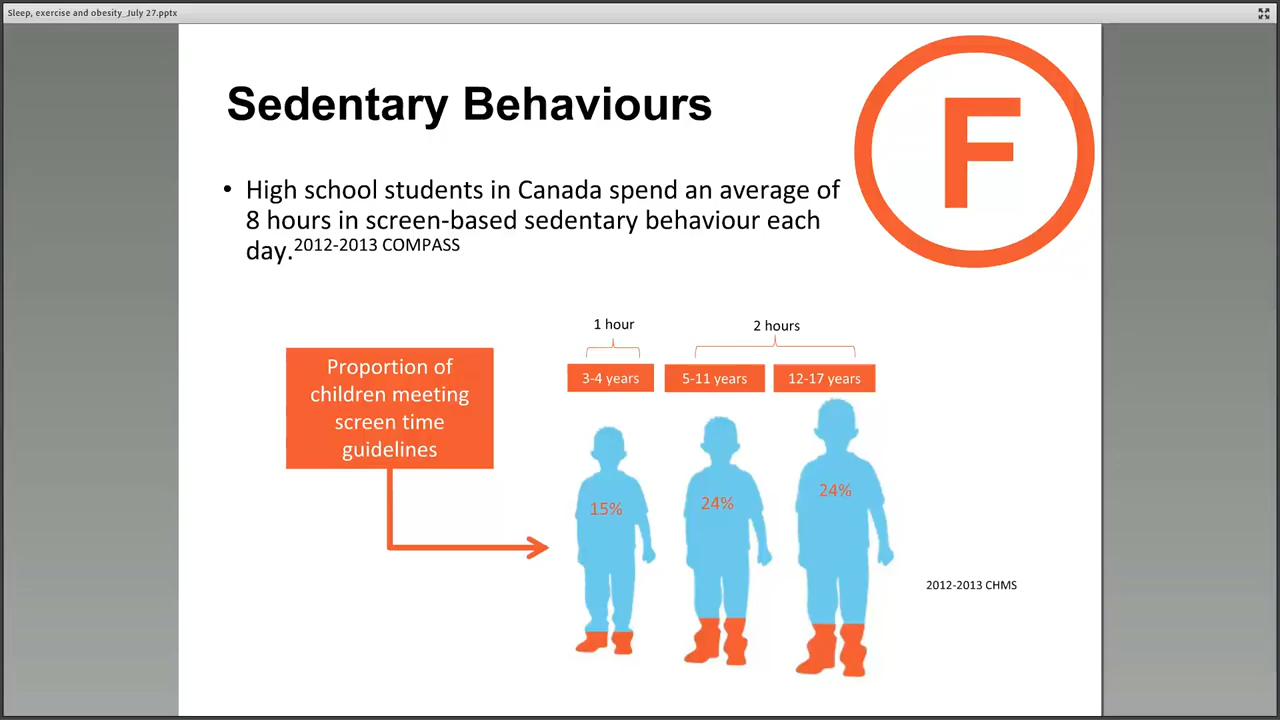 Sleep, exercise and obesity_July 27.pptx
Sedentary Behaviours
F
• High school students in Canada spend an average of
8 hours in screen-based sedentary behaviour each
day.2012-2013 COMPASS
1 hour
2 hours
Proportion of
children meeting
screen time
guidelines
3-4 years
5-11 years
12-17 years
15%
24%
24%
2012-2013 CHMS